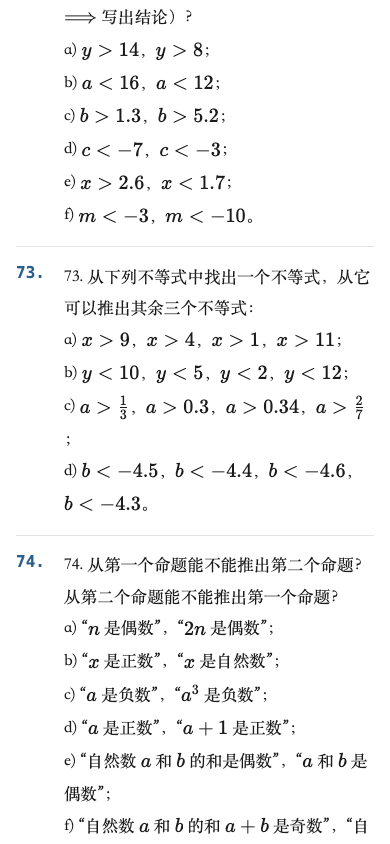 ⟹ 写出结论）？
a) y > 14, y > 8;
b) a < 16, a < 12;
c) b > 1.3, b > 5.2;
d) c < −7, c < −3;
e) x > 2.6, x < 1.7;
f) m < −3, m < −10。
73. 73. 从下列不等式中找出一个不等式，从它
可以推出其余三个不等式：
a) x > 9, x > 4, x > 1, x > 11;
b) y < 10, y < 5, y < 2, y < 12;
c) a > 1/3, a > 0.3, a > 0.34, a > 2/7
;
d) b < −4.5, b < −4.4, b < −4.6,
b < −4.3。
74. 74. 从第一个命题能不能推出第二个命题？
从第二个命题能不能推出第一个命题？
a) “n 是偶数”, “2n 是偶数”;
b) “x 是正数”, “x 是自然数”;
c) “a 是负数”, “a³ 是负数”;
d) “a 是正数”, “a + 1 是正数”;
e) “自然数 a 和 b 的和是偶数”, “a 和 b 是
偶数”;
f) “自然数 a 和 b 的和 a + b 是奇数”, “自